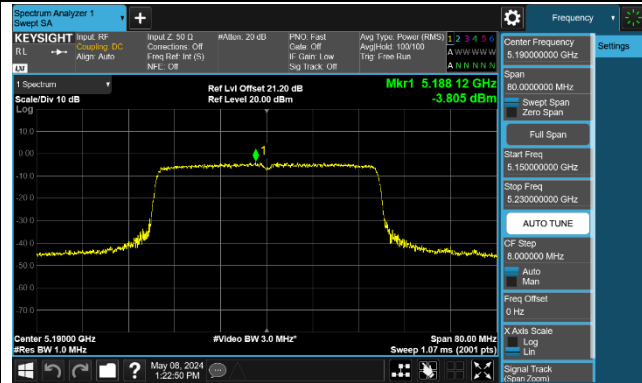 Spectrum Analyzer 1
Swept SA
Frequency
KEYSIGHT
RL
LXI
Input: RF
Coupling: DC
Align: Auto
Input Z: 50 Ω
Corrections: Off
Freq Ref: Int (S)
NFE: Off
#Atten: 20 dB
PNO: Fast
Gate: Off
IF Gain: Low
Sig Track: Off
Avg Type: Power (RMS)
Avg|Hold: 100/100
Trig: Free Run
1 2 3 4 5 6
A W W W W W
A N N N N N
1 Spectrum
Scale/Div 10 dB
Log
Ref Lvl Offset 21.20 dB
Ref Level 20.00 dBm
Mkr1 5.188 12 GHz
-3.805 dBm
10.0
0.00
-10.0
-20.0
-30.0
-40.0
-50.0
-60.0
-70.0
1
Center 5.19000 GHz
#Res BW 1.0 MHz
#Video BW 3.0 MHz*
Span 80.00 MHz
Sweep 1.07 ms (2001 pts)
May 08, 2024
1:22:50 PM
Settings
Center Frequency
5.190000000 GHz
Span
80.0000000 MHz
Swept Span
Zero Span
Full Span
Start Freq
5.150000000 GHz
Stop Freq
5.230000000 GHz
AUTO TUNE
CF Step
8.000000 MHz
Auto
Man
Freq Offset
0 Hz
X Axis Scale
Log
Lin
Signal Track
(Span Zoom)